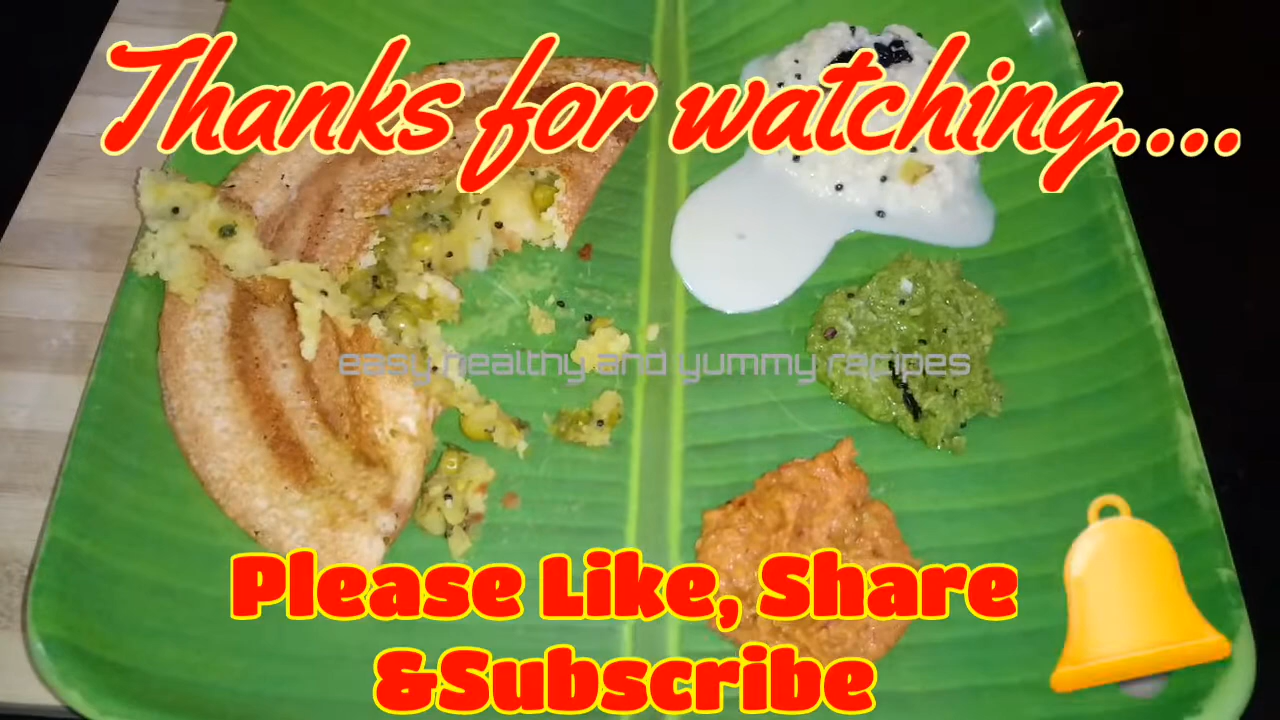 Thanks for watching....
easy healthy and yummy recipes
Please Like, Share
&Subscribe